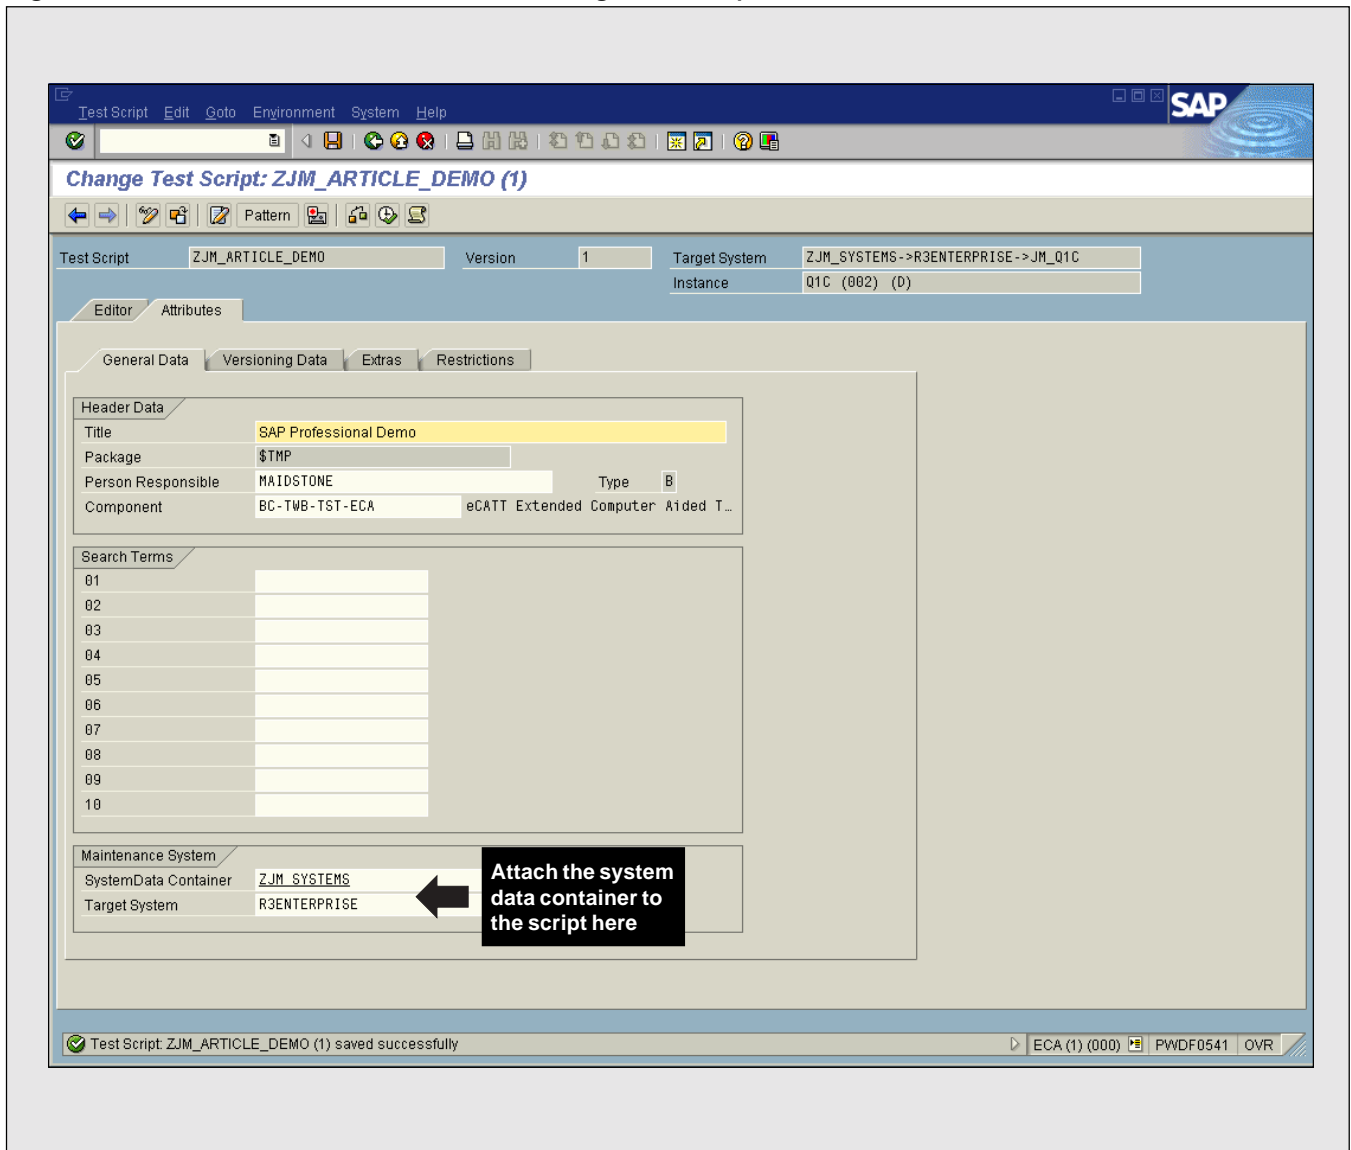 Test Script Edit Goto Environment System Help
SAP
Change Test Script: ZJM_ARTICLE_DEMO (1)
Pattern
Test Script ZJM_ARTICLE_DEMO Version 1 Target System ZJM_SYSTEMS->R3ENTERPRISE->JM_Q1C
Instance Q1C (002) (D)
Editor Attributes
General Data Versioning Data Extras Restrictions
Header Data
Title SAP Professional Demo
Package $TMP
Person Responsible MAIDSTONE Type B
Component BC-TWB-TST-ECA eCATT Extended Computer Aided T…
Search Terms
01
02
03
04
05
06
07
08
09
10
Maintenance System
SystemData Container ZJM_SYSTEMS
Target System R3ENTERPRISE
Attach the system
data container to
the script here
Test Script: ZJM_ARTICLE_DEMO (1) saved successfully ECA (1) (000) PWDF0541 OVR